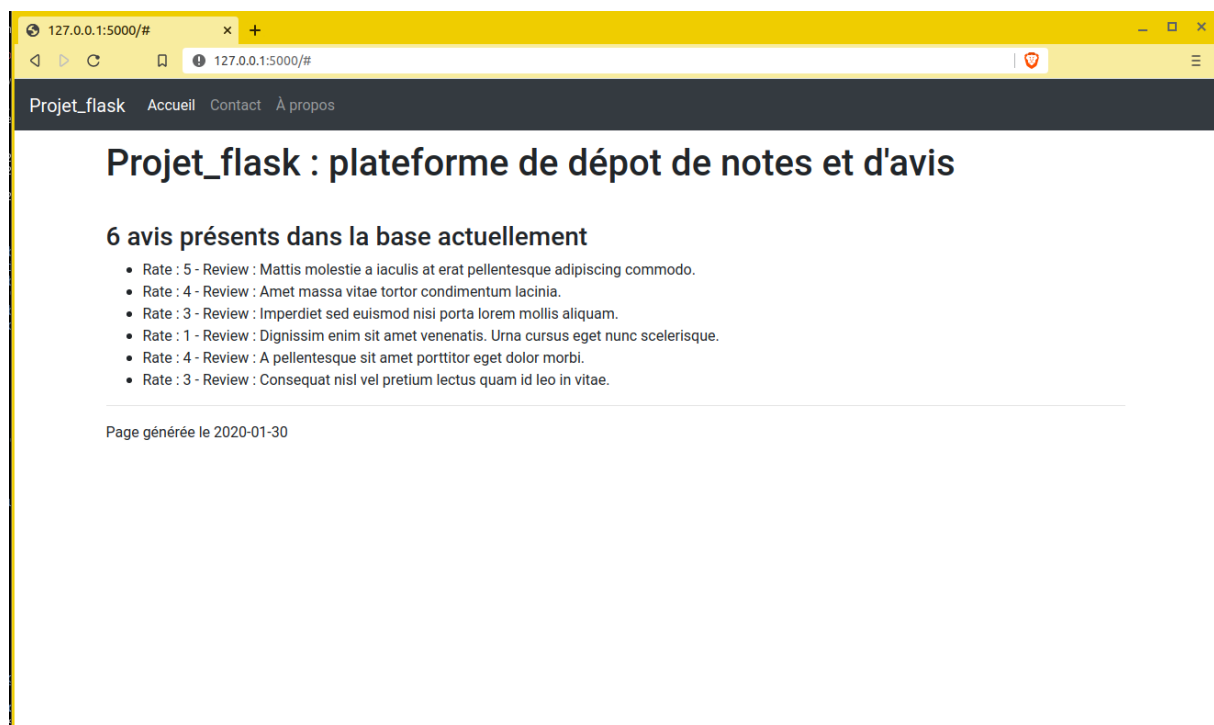 127.0.0.1:5000/#
127.0.0.1:5000/#
Projet_flask Accueil Contact À propos
Projet_flask : plateforme de dépot de notes et d'avis
6 avis présents dans la base actuellement
Rate : 5 - Review : Mattis molestie a iaculis at erat pellentesque adipiscing commodo.
Rate : 4 - Review : Amet massa vitae tortor condimentum lacinia.
Rate : 3 - Review : Imperdiet sed euismod nisi porta lorem mollis aliquam.
Rate : 1 - Review : Dignissim enim sit amet venenatis. Urna cursus eget nunc scelerisque.
Rate : 4 - Review : A pellentesque sit amet porttitor eget dolor morbi.
Rate : 3 - Review : Consequat nisl vel pretium lectus quam id leo in vitae.
Page générée le 2020-01-30